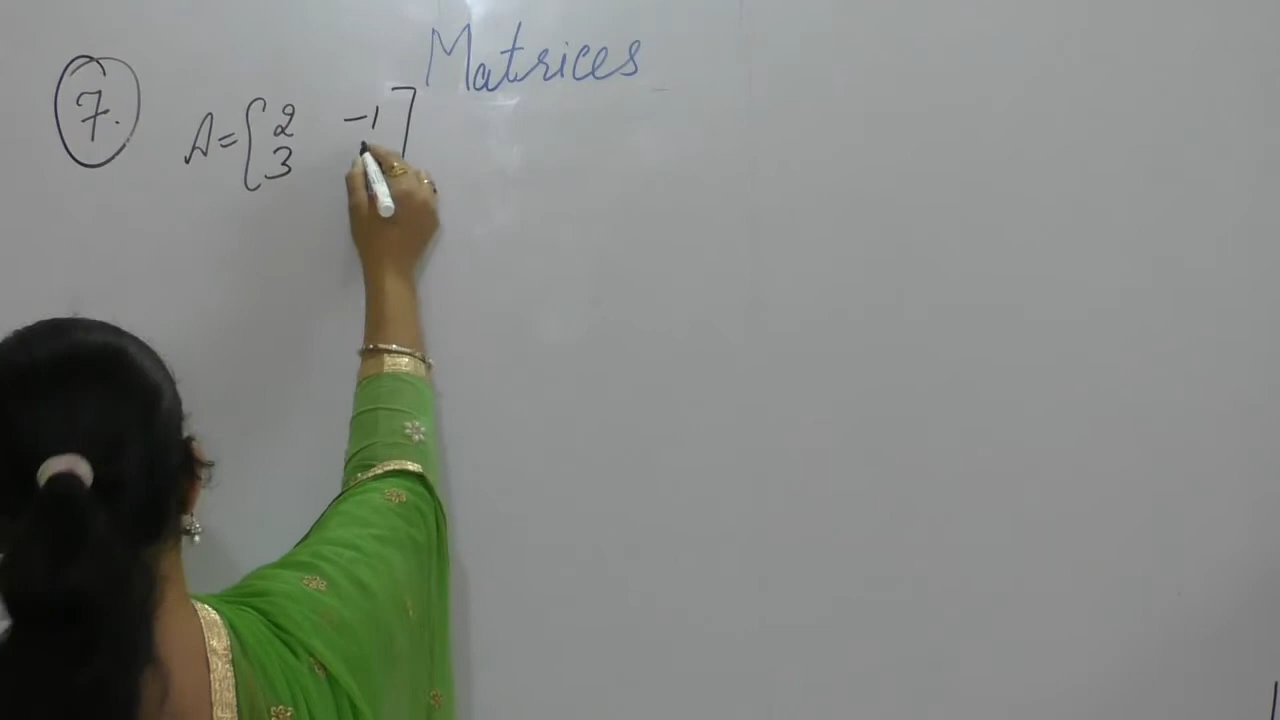 Matrices
7. A = [ 2 -1 ]
3